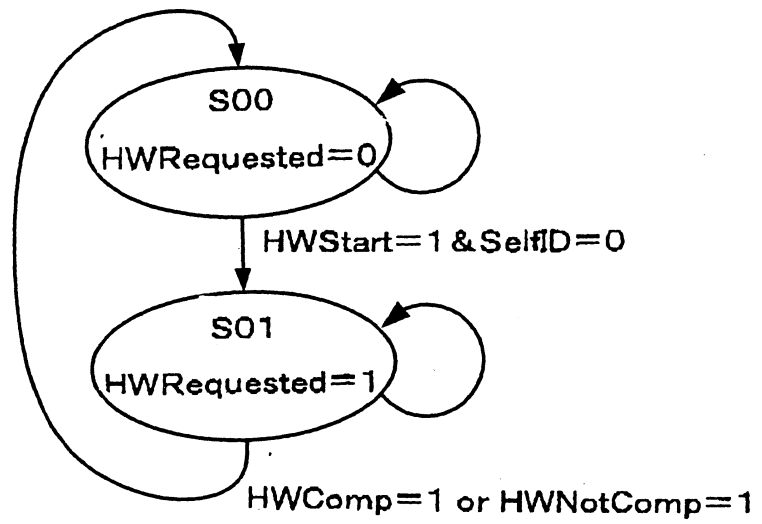 S00
HWRequested=0
HWStart=1 & SelfID=0
S01
HWRequested=1
HWComp=1 or HWNotComp=1